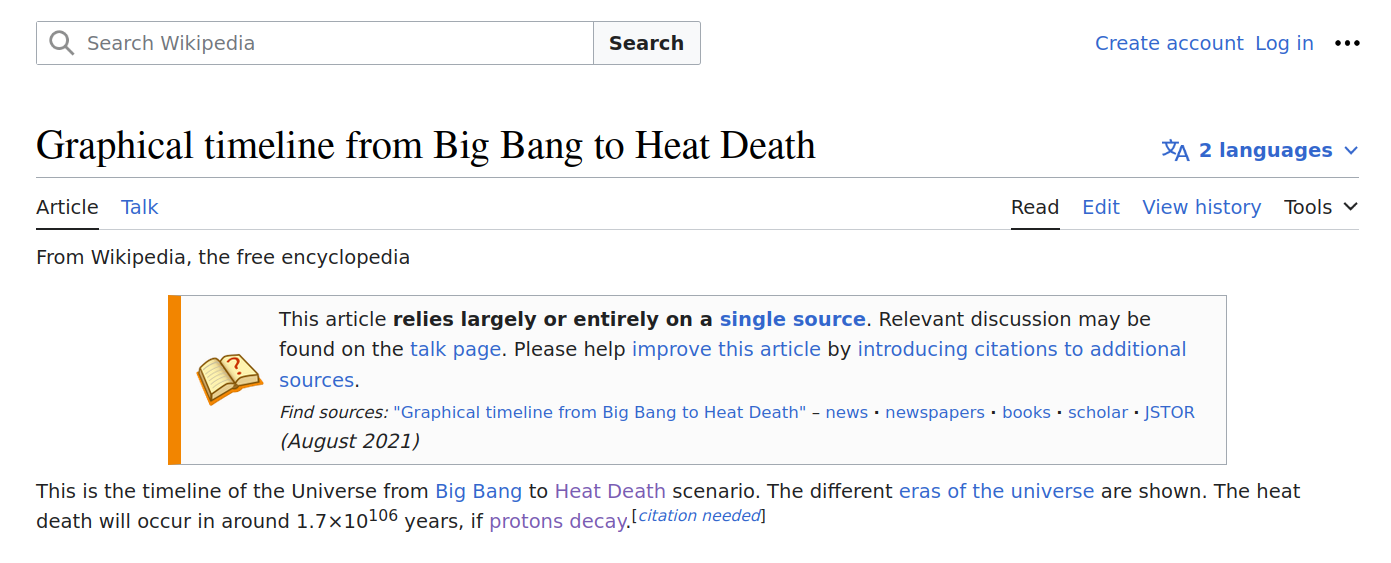 Search Wikipedia Search Create account Log in •••
Graphical timeline from Big Bang to Heat Death 文A 2 languages
Article Talk Read Edit View history Tools
From Wikipedia, the free encyclopedia
This article relies largely or entirely on a single source. Relevant discussion may be
found on the talk page. Please help improve this article by introducing citations to additional
sources.
Find sources: "Graphical timeline from Big Bang to Heat Death" – news · newspapers · books · scholar · JSTOR
(August 2021)
This is the timeline of the Universe from Big Bang to Heat Death scenario. The different eras of the universe are shown. The heat
death will occur in around 1.7×10¹⁰⁶ years, if protons decay.[citation needed]